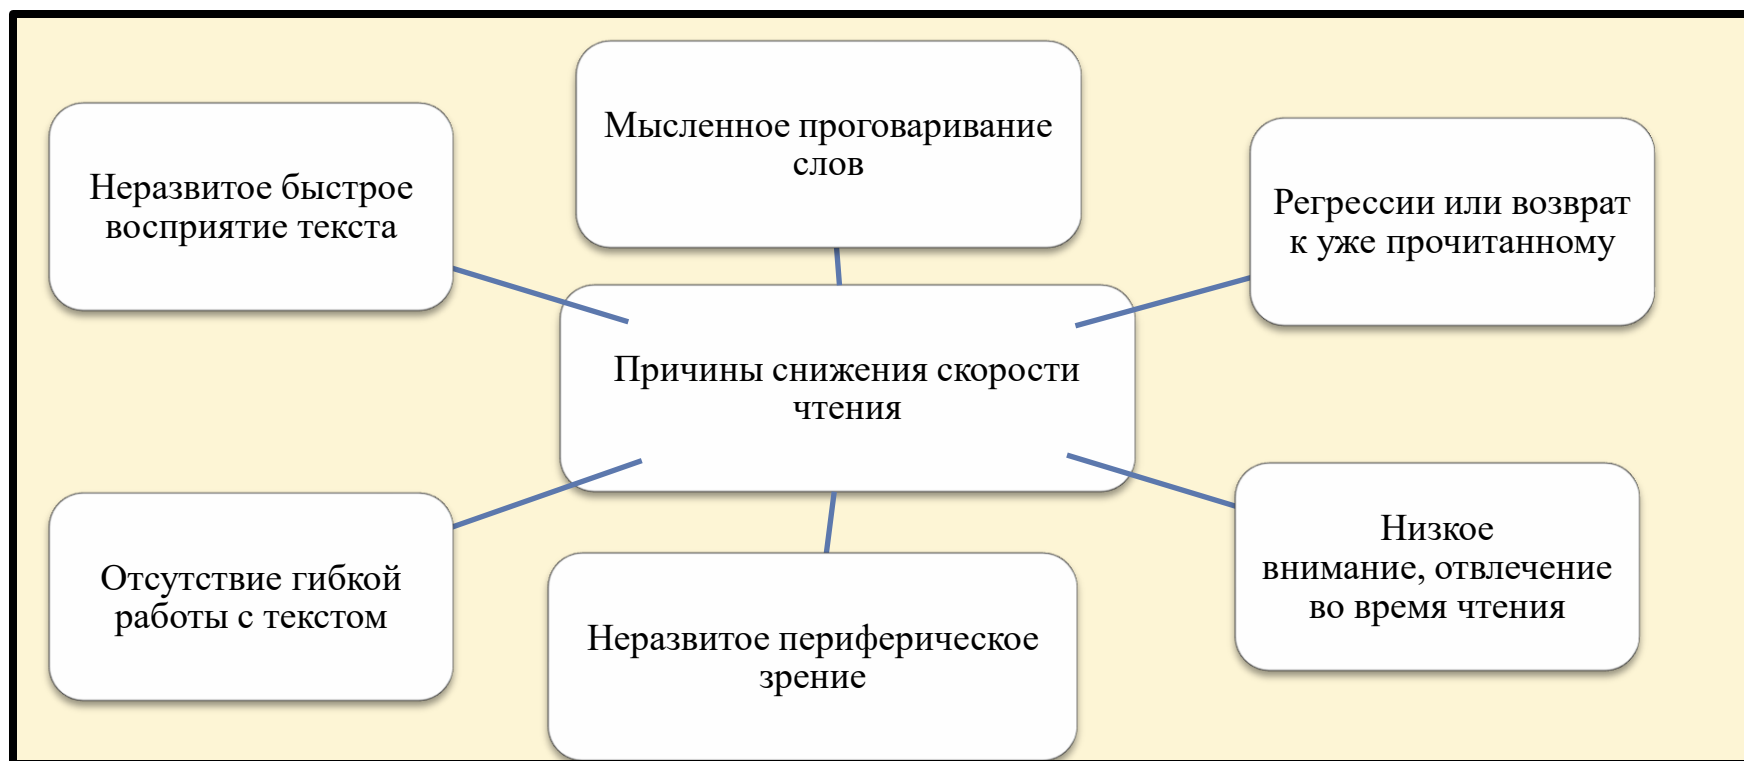 Мысленное проговаривание
слов
Неразвитое быстрое
восприятие текста
Регрессии или возврат
к уже прочитанному
Причины снижения скорости
чтения
Отсутствие гибкой
работы с текстом
Неразвитое периферическое
зрение
Низкое
внимание, отвлечение
во время чтения